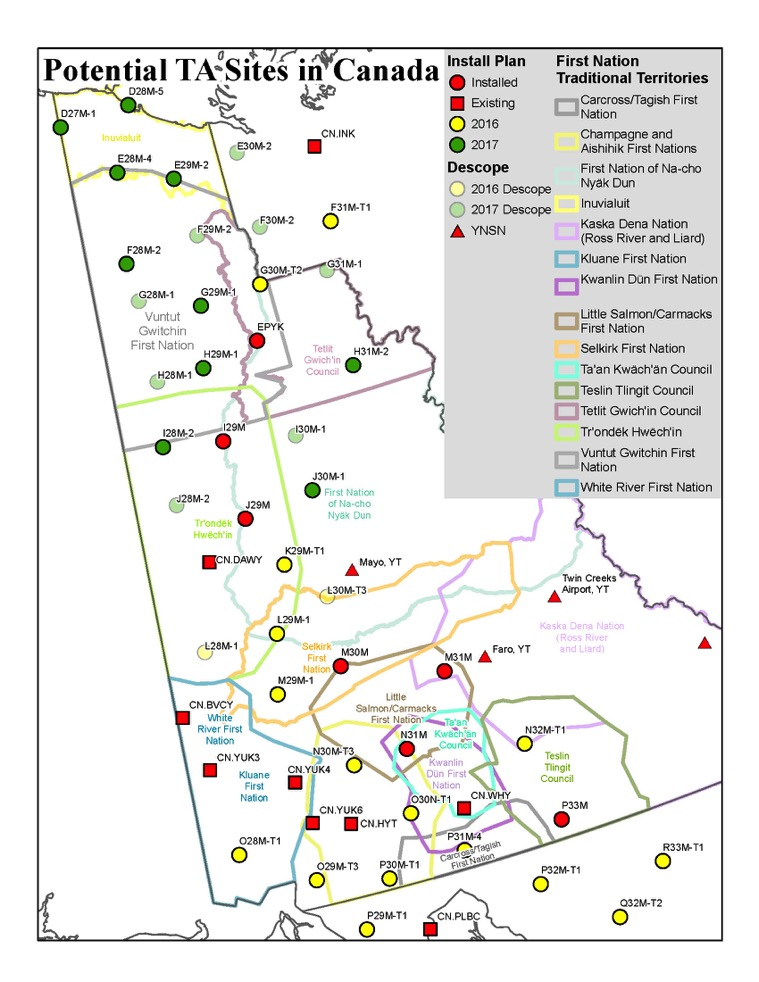 Potential TA Sites in Canada
Install Plan
Installed
Existing
2016
2017
Descope
2016 Descope
2017 Descope
YNSN
First Nation
Traditional Territories
Carcross/Tagish First
Nation
Champagne and
Aishihik First Nations
First Nation of Na-cho
Nyäk Dun
Inuvialuit
Kaska Dena Nation
(Ross River and Liard)
Kluane First Nation
Kwanlin Dün First Nation
Little Salmon/Carmacks
First Nation
Selkirk First Nation
Ta'an Kwäch'än Council
Teslin Tlingit Council
Tetlit Gwich'in Council
Tr'ondëk Hwëch'in
Vuntut Gwitchin First
Nation
White River First Nation
D28M-5
D27M-1
Inuvialuit
E28M-4
E29M-2
E30M-2
CN.INK
F31M-T1
F30M-2
F29M-2
F28M-2
G30M-T2
G31M-1
G28M-1
G29M-1
Vuntut
Gwitchin
First Nation
EPYK
Tetlit
Gwich'in
Council
H31M-2
H29M-1
H28M-1
I28M-2
I29M
I30M-1
J30M-1
First Nation
of Na-cho
Nyäk Dun
J28M-2
J29M
Tr'ondëk
Hwëch'in
CN.DAWY
K29M-T1
Mayo, YT
L30M-T3
Twin Creeks
Airport, YT
L29M-1
L28M-1
Selkirk
First
Nation
M30M
M31M
Faro, YT
Kaska Dena Nation
(Ross River
and Liard)
M29M-1
CN.BVCY
White
River First
Nation
Little
Salmon/Carmacks
First Nation
Ta'an
Kwäch'än
Council
N31M
N32M-T1
CN.YUK3
Kluane
First
Nation
CN.YUK4
N30M-T3
Kwanlin
Dün First
Nation
Teslin
Tlingit
Council
CN.YUK6
CN.HYT
O30N-T1
CN.WHY
P33M
O28M-T1
O29M-T3
P30M-T1
P31M-4
Carcross/Tagish
First Nation
P32M-T1
R33M-T1
Q32M-T2
P29M-T1
CN.PLBC